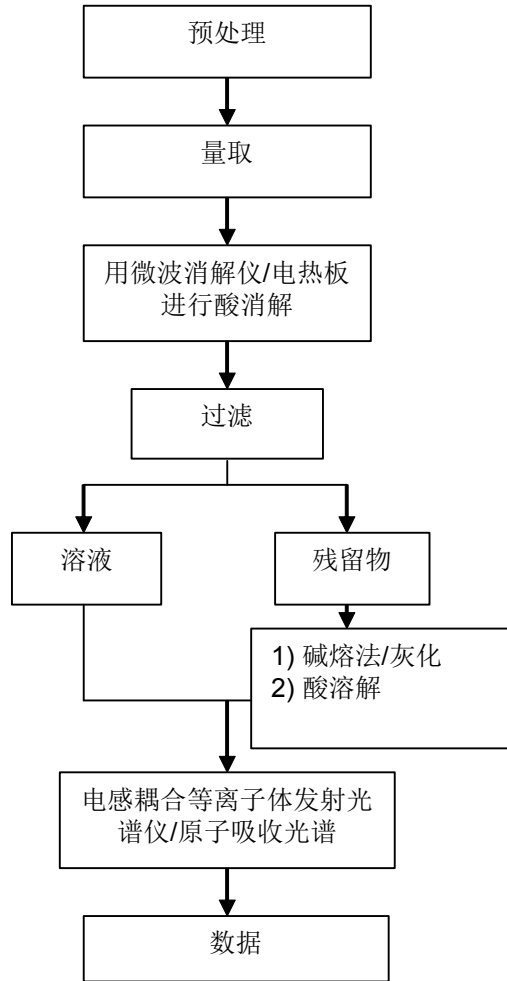 预处理
量取
用微波消解仪/电热板
进行酸消解
过滤
溶液
残留物
1) 碱熔法/灰化
2) 酸溶解
电感耦合等离子体发射光
谱仪/原子吸收光谱
数据